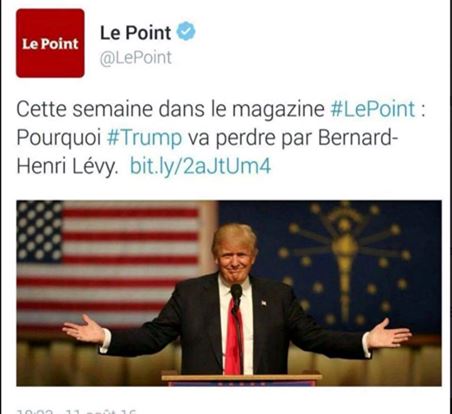 Le Point
Le Point
@LePoint
Cette semaine dans le magazine #LePoint :
Pourquoi #Trump va perdre par Bernard-
Henri Lévy. bit.ly/2aJtUm4